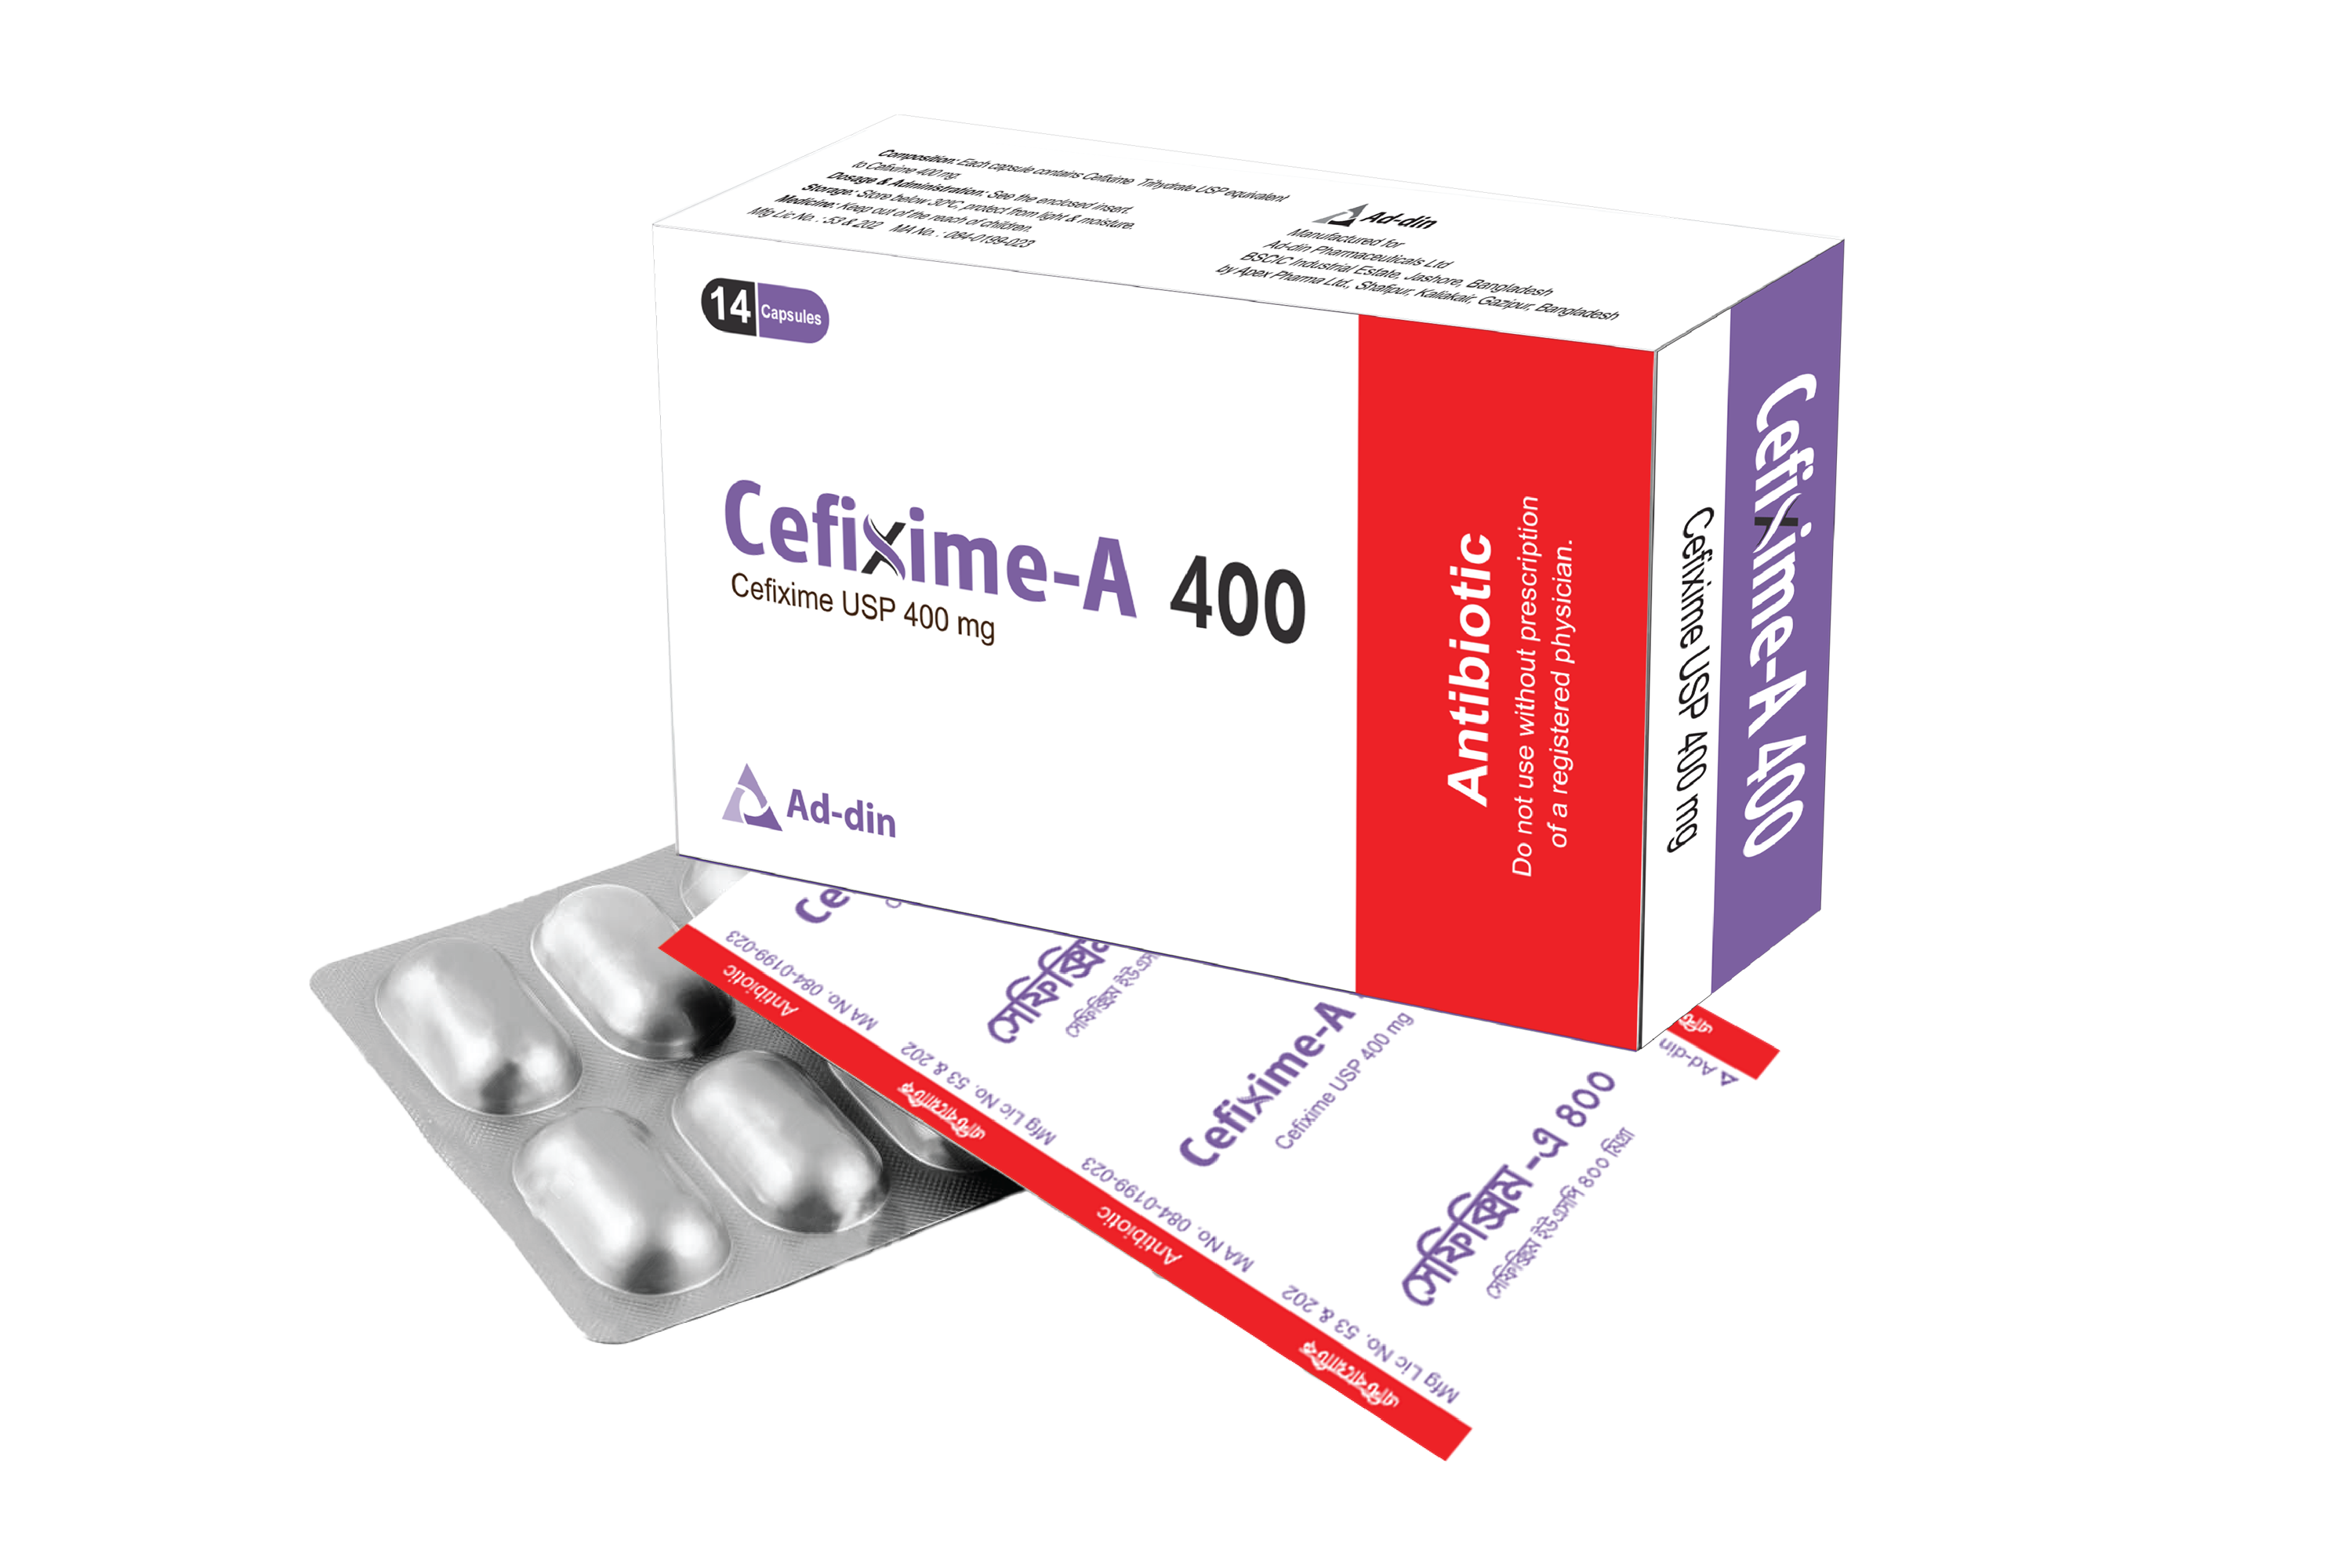 Composition: Each capsule contains Cefixime Trihydrate USP equivalent
to Cefixime 400 mg
Dosage & Administration: See the enclosed insert.
Storage: Store below 30°C, protect from light & moisture.
Medicine: Keep out of the reach of children.
Mfg Lic No. : 53 & 202 MA No. : 084-0199-023
Ad-din
Manufactured for
Ad-din Pharmaceuticals Ltd
BSCIC Industrial Estate, Jashore, Bangladesh
by Apex Pharma Ltd., Shafipur, Kaliakair, Gazipur, Bangladesh
14 Capsules
Cefixime-A 400
Cefixime USP 400 mg
Ad-din
Antibiotic
Do not use without prescription
of a registered physician.
Cefixime USP 400 mg
Cefixime-A 400
Ce
সেফিক্সি
সেফিক্সিম ইউএস
Cefixime-A
Cefixime USP 400 mg
সেফিক্সিম -এ ৪০০
সেফিক্সিম ইউএসপি ৪০০ মিগ্রা
MA No. 084-0199-023
Mfg Lic No. 53 & 202
MA No. 084-0199-023
Mfg Lic No. 53 & 202
Antibiotic
এন্টিবায়োটিক
Antibiotic
এন্টিবায়োটিক
Ad-din